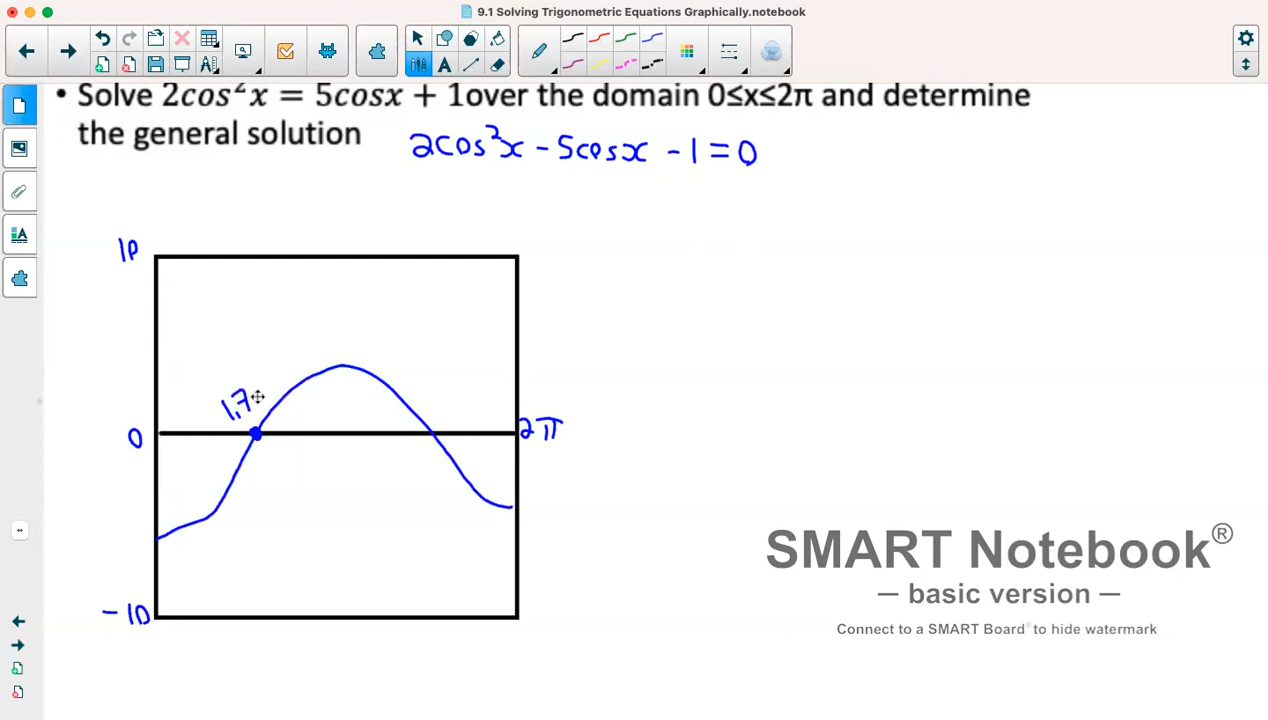 9.1 Solving Trigonometric Equations Graphically.notebook
• Solve 2cos²x = 5cosx + 1over the domain 0≤x≤2π and determine
the general solution
2cos²x - 5cosx - 1 = 0
10
1.7
0
2π
-10
SMART Notebook®
— basic version —
Connect to a SMART Board® to hide watermark